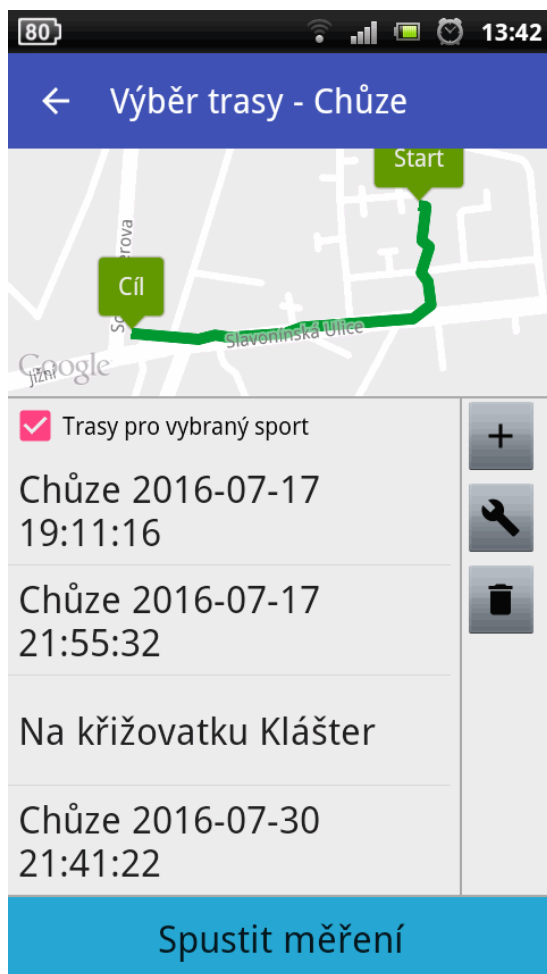 80
13:42
Výběr trasy - Chůze
Start
Cíl
Slavonínská Ulice
Google
Jižní
Trasy pro vybraný sport
Chůze 2016-07-17
19:11:16
Chůze 2016-07-17
21:55:32
Na křižovatku Klášter
Chůze 2016-07-30
21:41:22
Spustit měření